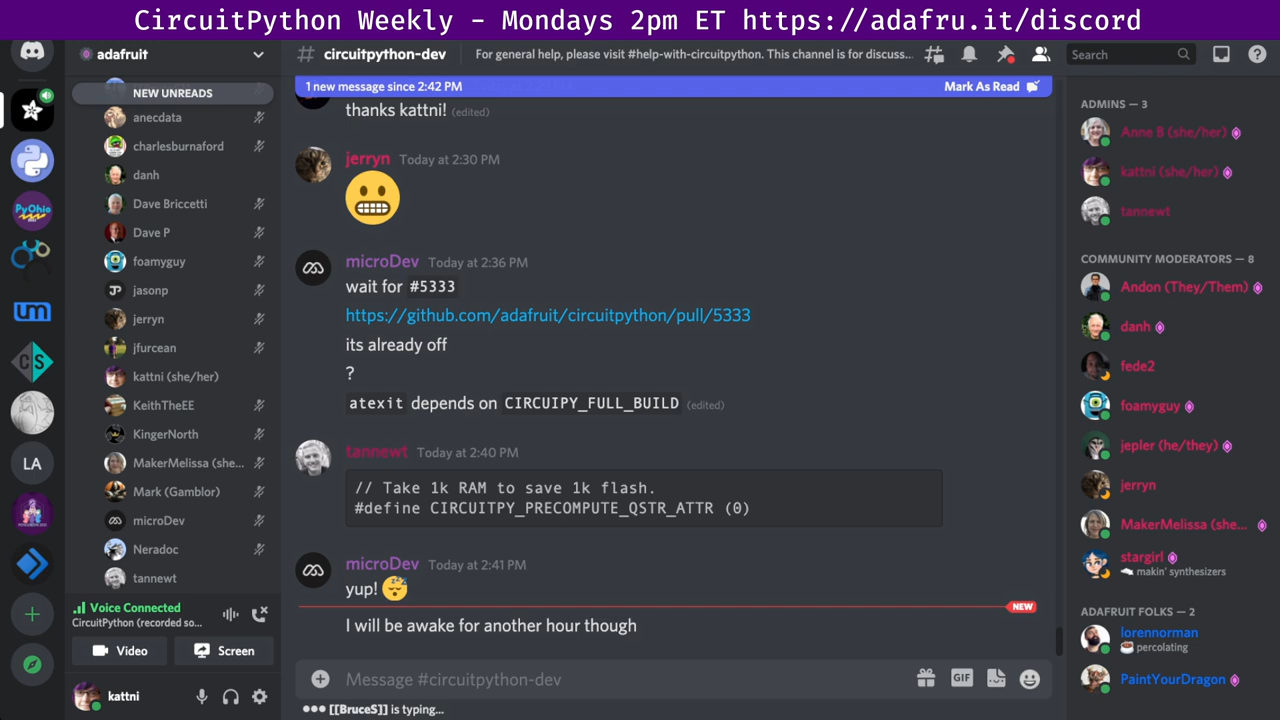 CircuitPython Weekly - Mondays 2pm ET https://adafru.it/discord
adafruit
NEW UNREADS
anecdata
charlesburnaford
danh
Dave Briccetti
Dave P
foamyguy
jasonp
jerryn
jfurcean
kattni (she/her)
KeithTheEE
KingerNorth
MakerMelissa (she...
Mark (Gamblor)
microDev
Neradoc
tannewt
Voice Connected
CircuitPython (recorded so...
Video
Screen
kattni
PyOhio
um
C S
LA
# circuitpython-dev
For general help, please visit #help-with-circuitpython. This channel is for discuss...
Search
1 new message since 2:42 PM
Mark As Read
thanks kattni! (edited)
jerryn Today at 2:30 PM
microDev Today at 2:36 PM
wait for #5333
https://github.com/adafruit/circuitpython/pull/5333
its already off
?
atexit depends on CIRCUIPY_FULL_BUILD (edited)
tannewt Today at 2:40 PM
// Take 1k RAM to save 1k flash.
#define CIRCUITPY_PRECOMPUTE_QSTR_ATTR (0)
microDev Today at 2:41 PM
yup!
NEW
I will be awake for another hour though
Message #circuitpython-dev
GIF
[[BruceS]] is typing...
ADMINS — 3
Anne B (she/her)
kattni (she/her)
tannewt
COMMUNITY MODERATORS — 8
Andon (They/Them)
danh
fede2
foamyguy
jepler (he/they)
jerryn
MakerMelissa (she...
stargirl
makin' synthesizers
ADAFRUIT FOLKS — 2
lorennorman
percolating
PaintYourDragon